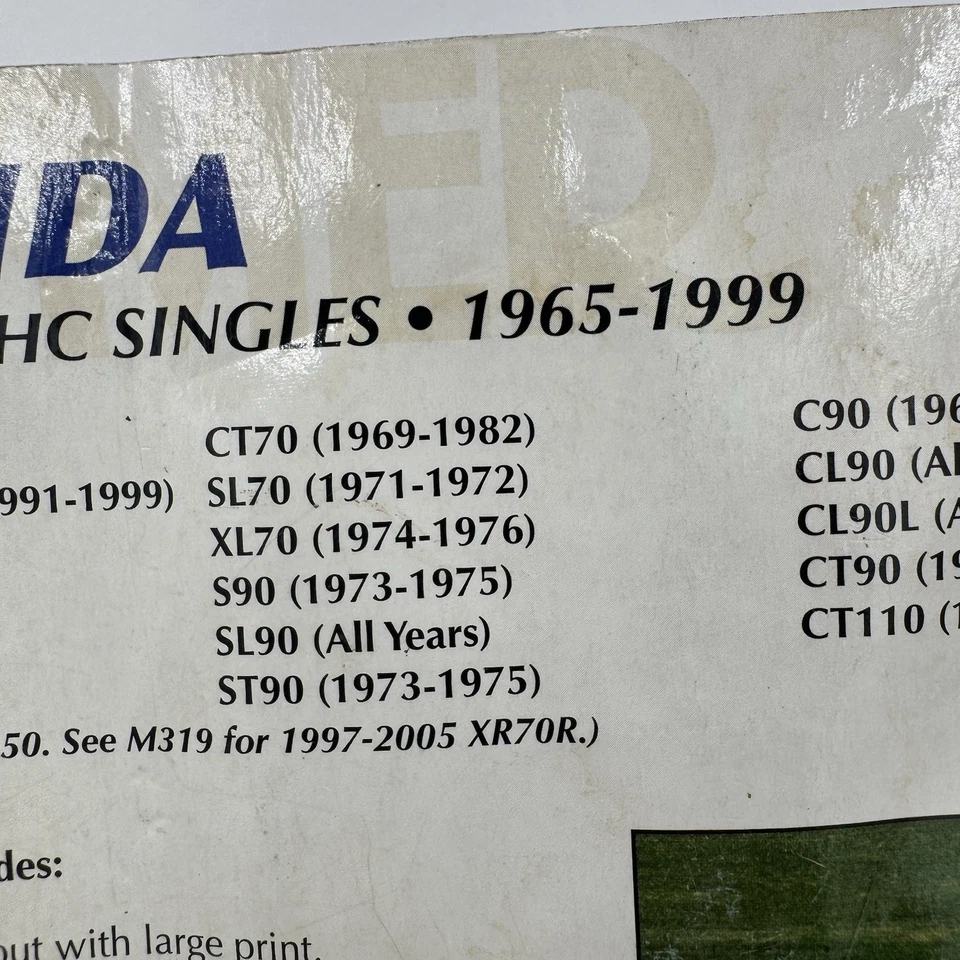 NDA
HC SINGLES • 1965-1999
CT70 (1969-1982)
991-1999) SL70 (1971-1972)
XL70 (1974-1976)
S90 (1973-1975)
SL90 (All Years)
ST90 (1973-1975)
50. See M319 for 1997-2005 XR70R.)
C90 (196
CL90 (Al
CL90L (A
CT90 (19
CT110 (1
des:
out with large print.